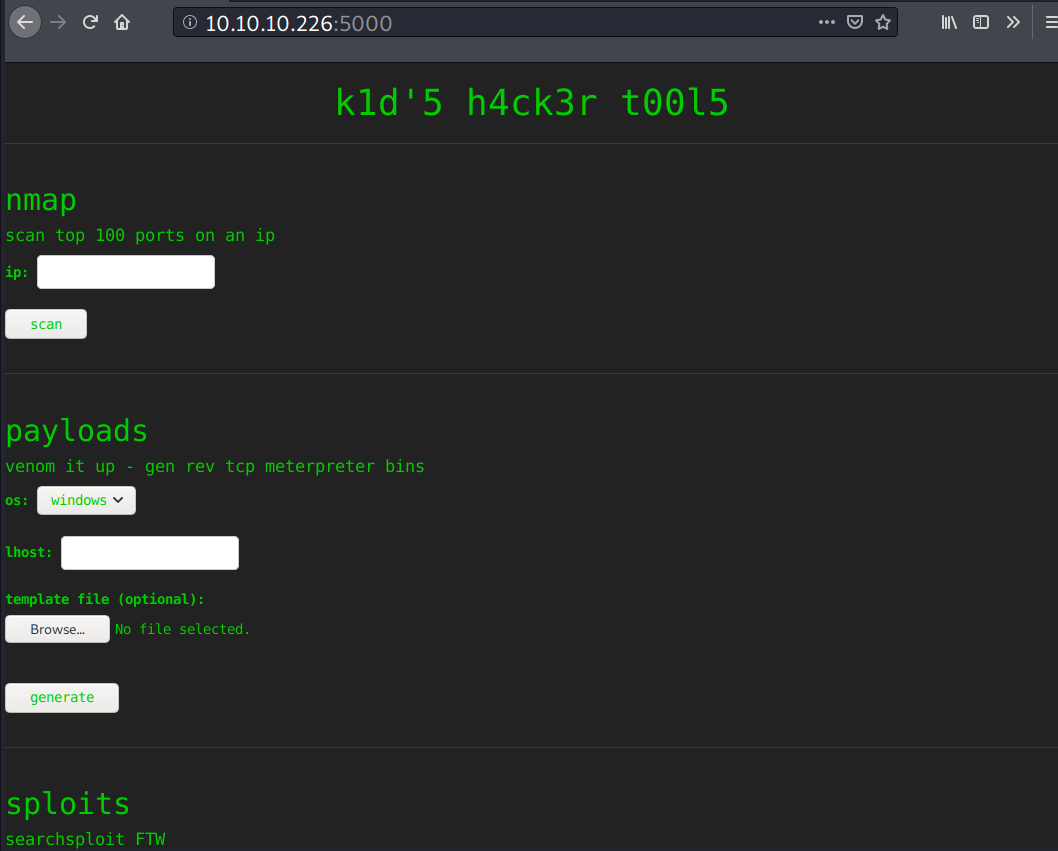 10.10.10.226:5000
k1d'5 h4ck3r t00l5
nmap
scan top 100 ports on an ip
ip:
scan
payloads
venom it up - gen rev tcp meterpreter bins
os: windows
lhost:
template file (optional):
Browse... No file selected.
generate
sploits
searchsploit FTW